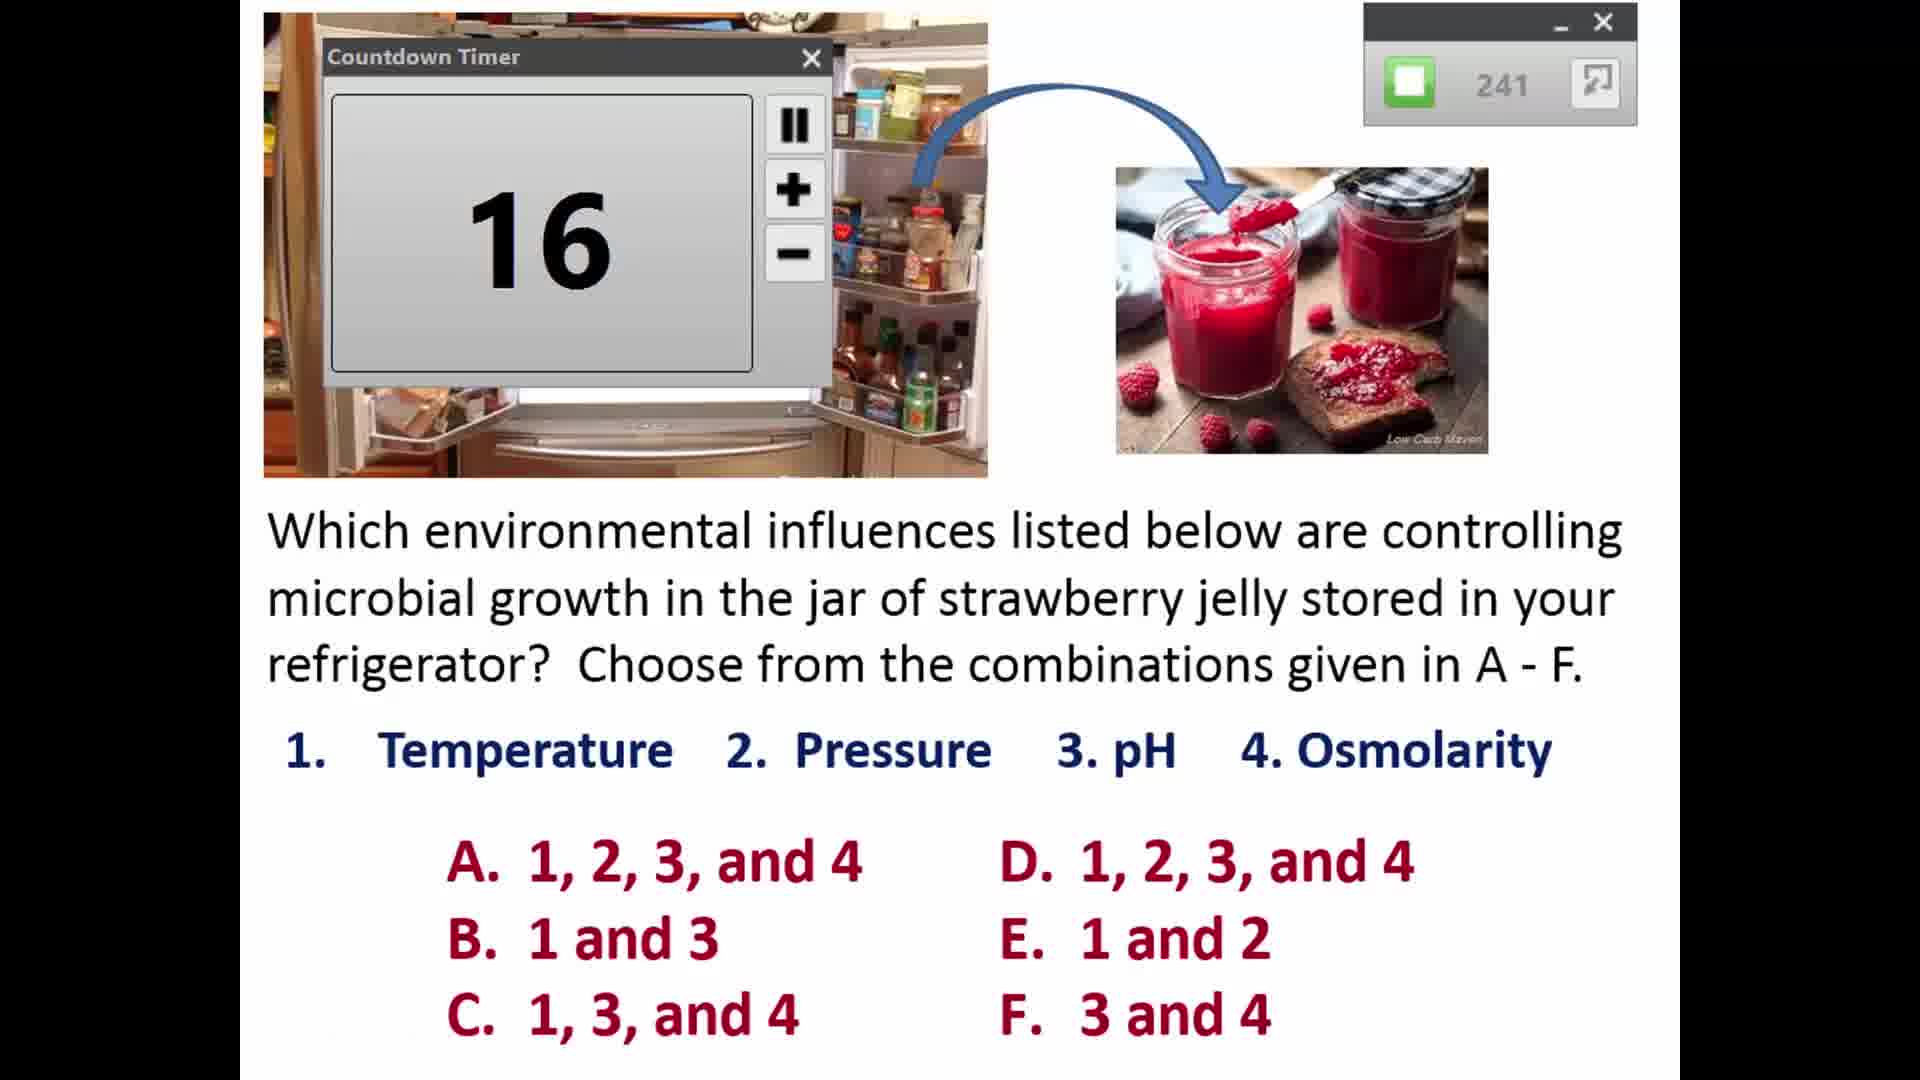 Countdown Timer
16
241
Low Carb Maven
Which environmental influences listed below are controlling
microbial growth in the jar of strawberry jelly stored in your
refrigerator?  Choose from the combinations given in A - F.
1. Temperature 2. Pressure 3. pH 4. Osmolarity
A. 1, 2, 3, and 4 D. 1, 2, 3, and 4
B. 1 and 3 E. 1 and 2
C. 1, 3, and 4 F. 3 and 4